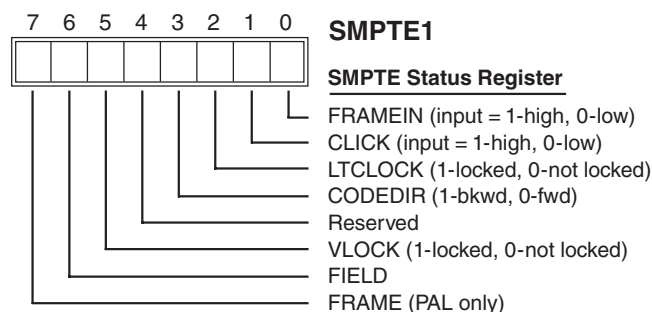 7 6 5 4 3 2 1 0
SMPTE1
SMPTE Status Register
FRAMEIN (input = 1-high, 0-low)
CLICK (input = 1-high, 0-low)
LTCLOCK (1-locked, 0-not locked)
CODEDIR (1-bkwd, 0-fwd)
Reserved
VLOCK (1-locked, 0-not locked)
FIELD
FRAME (PAL only)